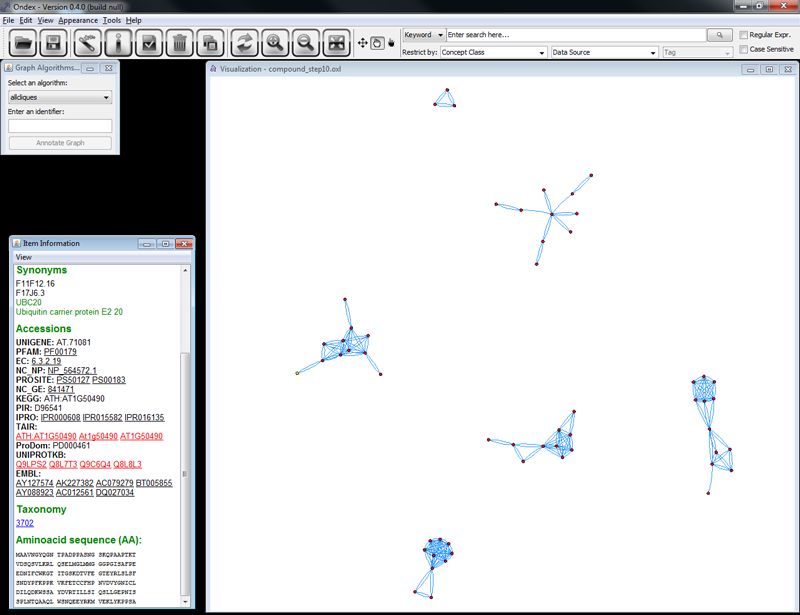 Ondex - Version 0.4.0 (build null)
File Edit View Appearance Tools Help
Keyword Enter search here...
Regular Expr.
Restrict by: Concept Class Data Source Tag
Case Sensitive
Graph Algorithms...
Select an algorithm:
allcliques
Enter an identifier:
Annotate Graph
Visualization - compound_step10.oxl
Item Information
View
Synonyms
F11F12.16
F17J6.3
UBC20
Ubiquitin carrier protein E2 20
Accessions
UNIGENE: AT.71081
PFAM: PF00179
EC: 6.3.2.19
NC_NP: NP_564572.1
PROSITE: PS50127 PS00183
NC_GE: 841471
KEGG: ATH:AT1G50490
PIR: D96541
IPRO: IPR000608 IPR015582 IPR016135
TAIR:
ATH:AT1G50490 At1g50490 AT1G50490
ProDom: PD000461
UNIPROTKB:
Q9LPS2 Q8L7T3 Q9C6Q4 Q8L8L3
EMBL:
AY127574 AK227382 AC079279 BT005855
AY088923 AC012561 DQ027034
Taxonomy
3702
Aminoacid sequence (AA):
MAAVNGYQGN TPADPPASNG SKQPAAPTKT
VDSQSVLKRL QSELMGLMMG GGPGISAFPE
EDNIFCWKGT ITGSKDTVFE GTEYRLSLSF
SNDYPFKPPK VKFETCCFHP NVDVYGNICL
DILQDKWSSA YDVRTILLSI QSLLGEPNIS
SPLNTQAAQL WSNQEEYRKM VEKLYKPPSA